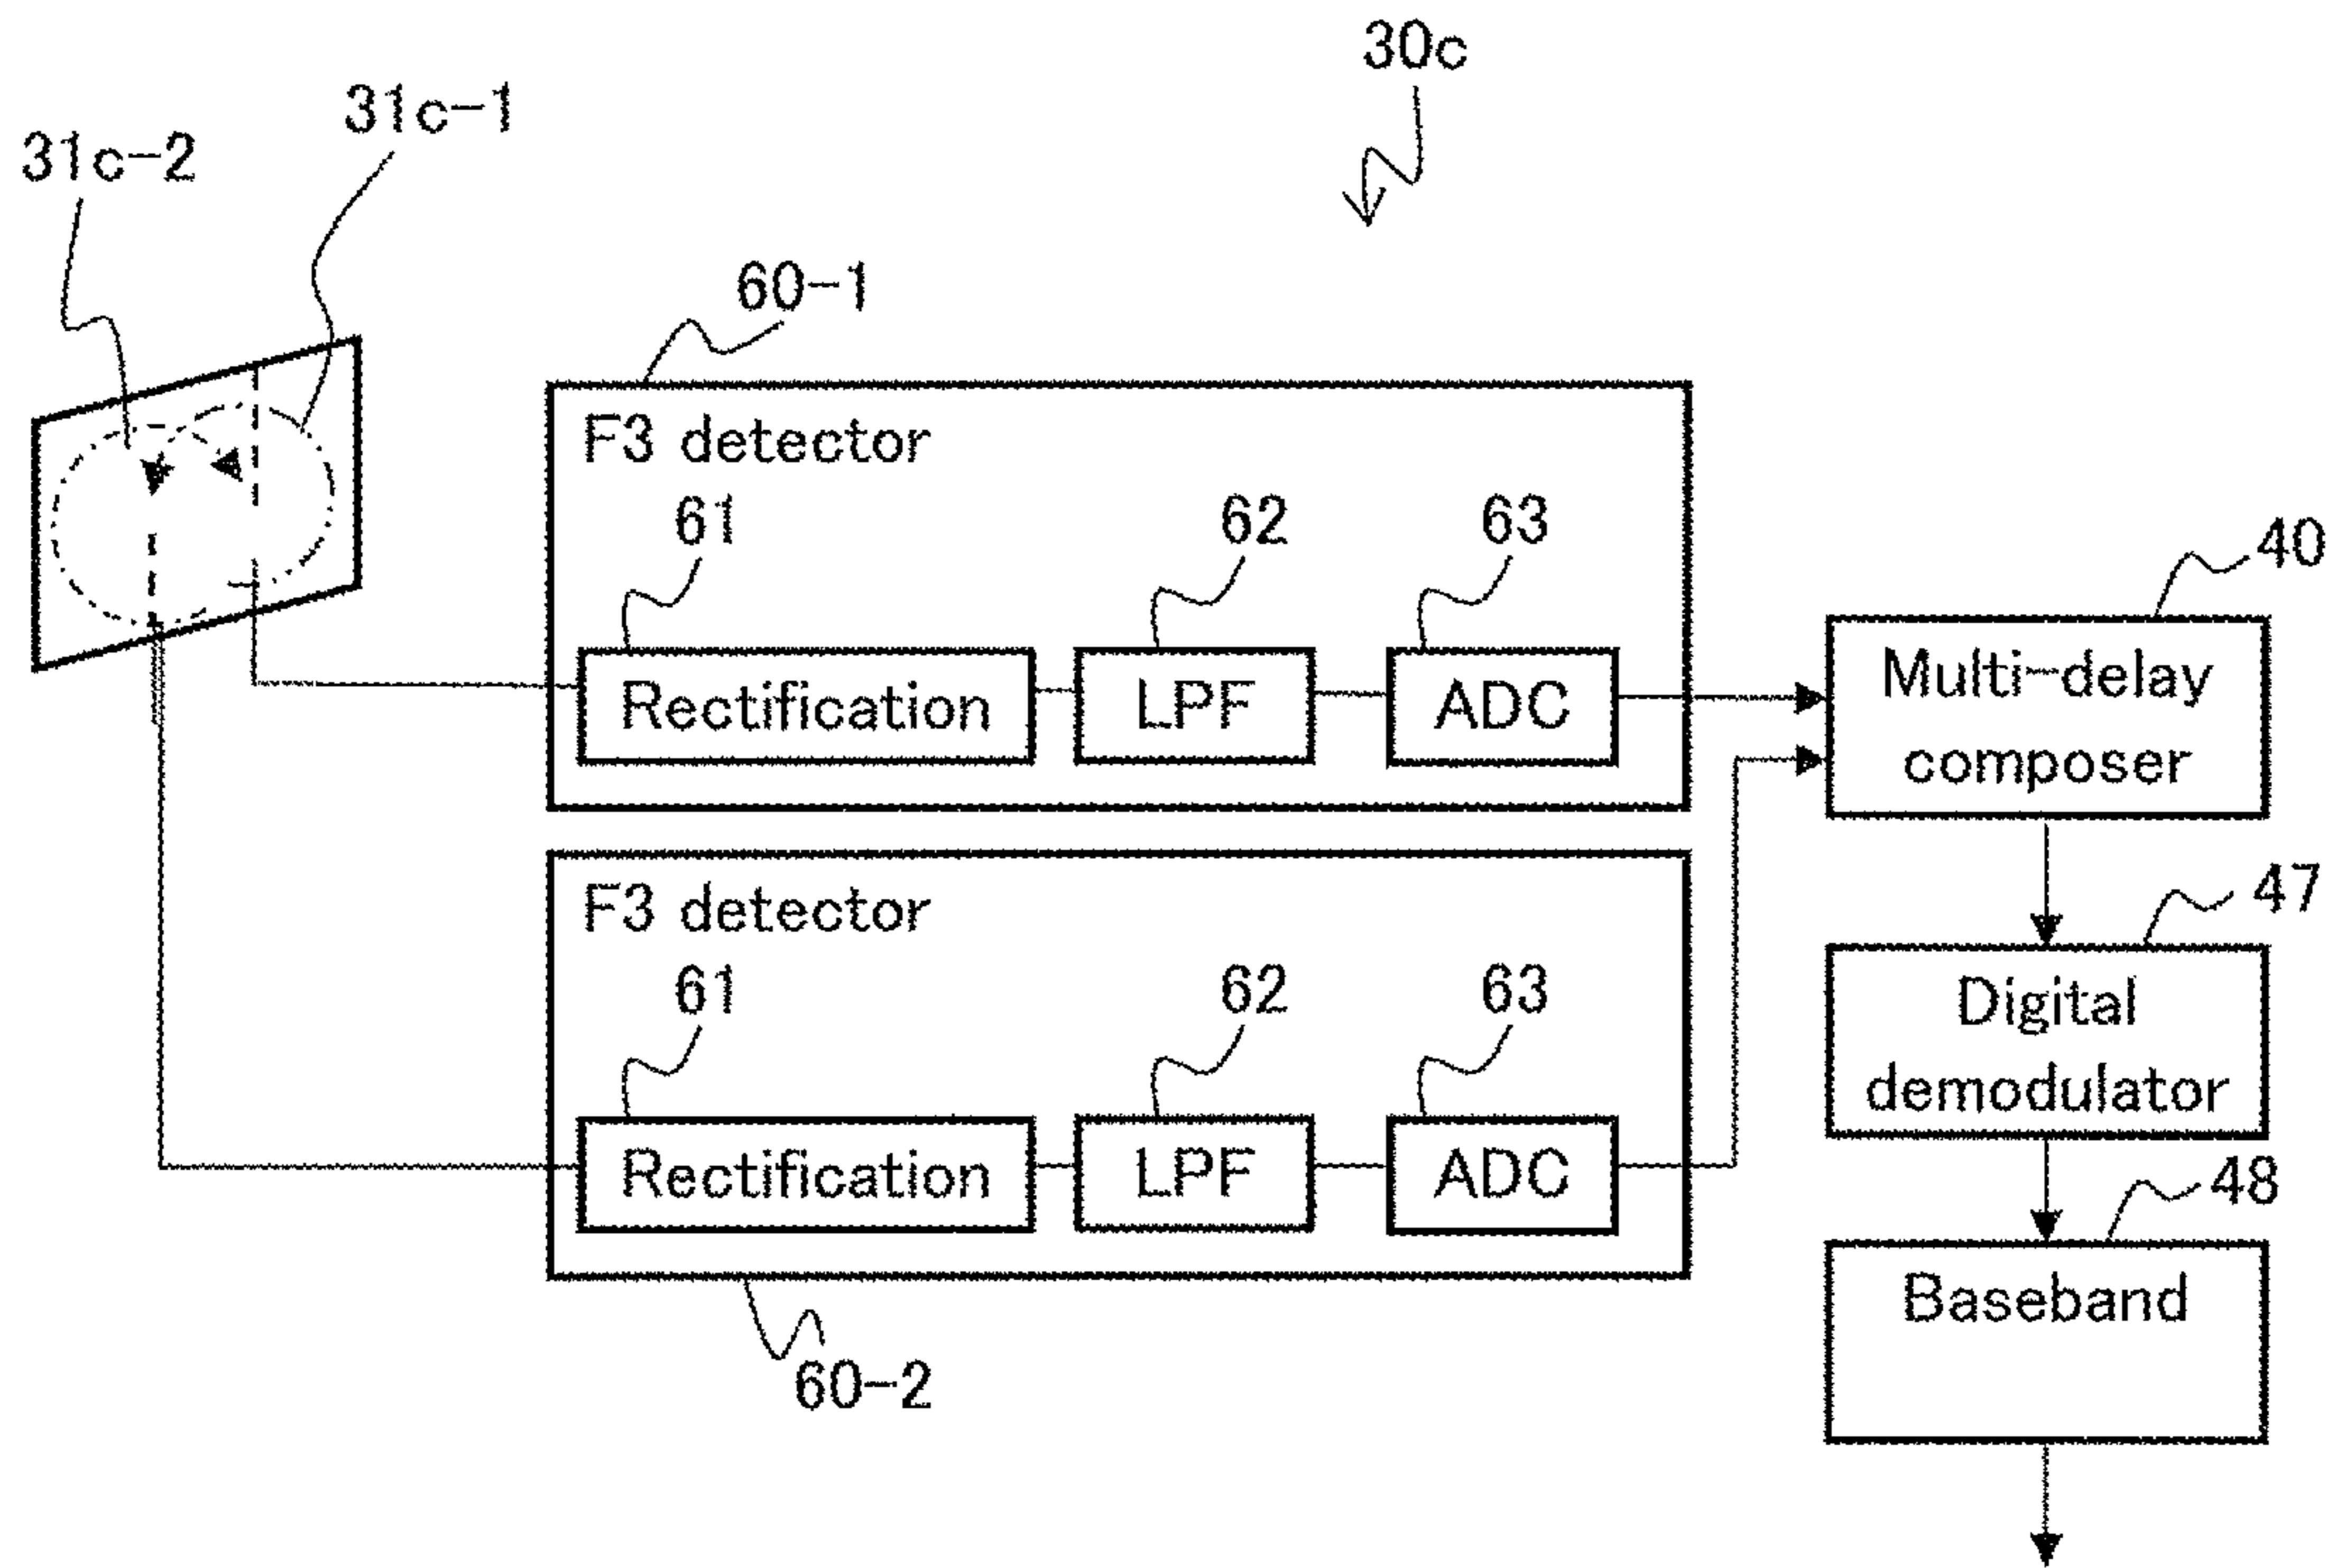 30c
31c-1
31c-2
60-1
F3 detector
61
62
63
40
Rectification
LPF
ADC
Multi-delay
composer
F3 detector
47
61
62
63
Digital
demodulator
Rectification
LPF
ADC
48
Baseband
60-2